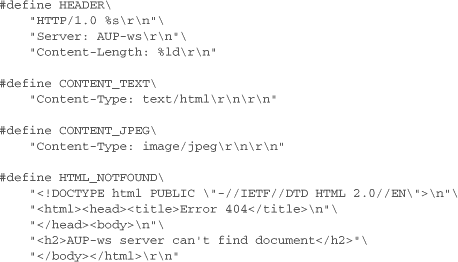 #define HEADER\
    "HTTP/1.0 %s\r\n"\
    "Server: AUP-ws\r\n"\
    "Content-Length: %ld\r\n"

#define CONTENT_TEXT\
    "Content-Type: text/html\r\n\r\n"

#define CONTENT_JPEG\
    "Content-Type: image/jpeg\r\n\r\n"

#define HTML_NOTFOUND\
    "<!DOCTYPE html PUBLIC \"-//IETF//DTD HTML 2.0//EN\">\n"\
    "<html><head><title>Error 404</title>\n"\
    "</head><body>\n"\
    "<h2>AUP-ws server can't find document</h2>"\
    "</body></html>\r\n"